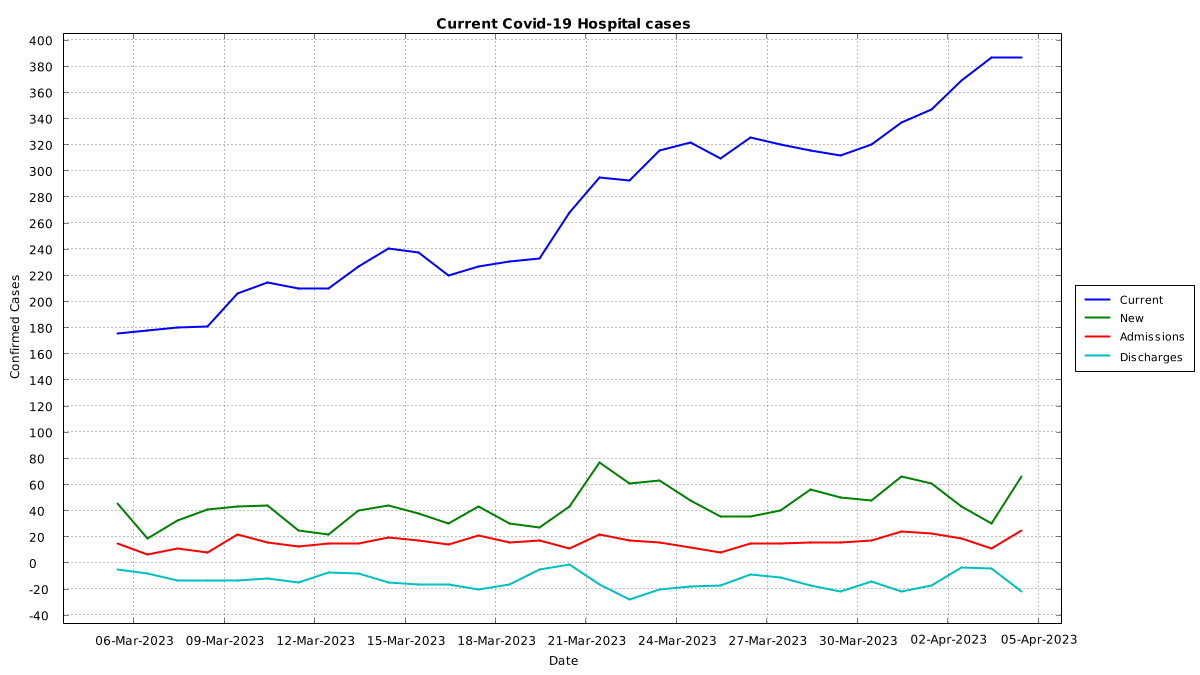 Current Covid-19 Hospital cases
400
380
360
340
320
300
280
260
240
220
200
180
160
140
120
100
80
60
40
20
0
-20
-40
Confirmed Cases
06-Mar-2023 09-Mar-2023 12-Mar-2023 15-Mar-2023 18-Mar-2023 21-Mar-2023 24-Mar-2023 27-Mar-2023 30-Mar-2023 02-Apr-2023 05-Apr-2023
Date
Current
New
Admissions
Discharges